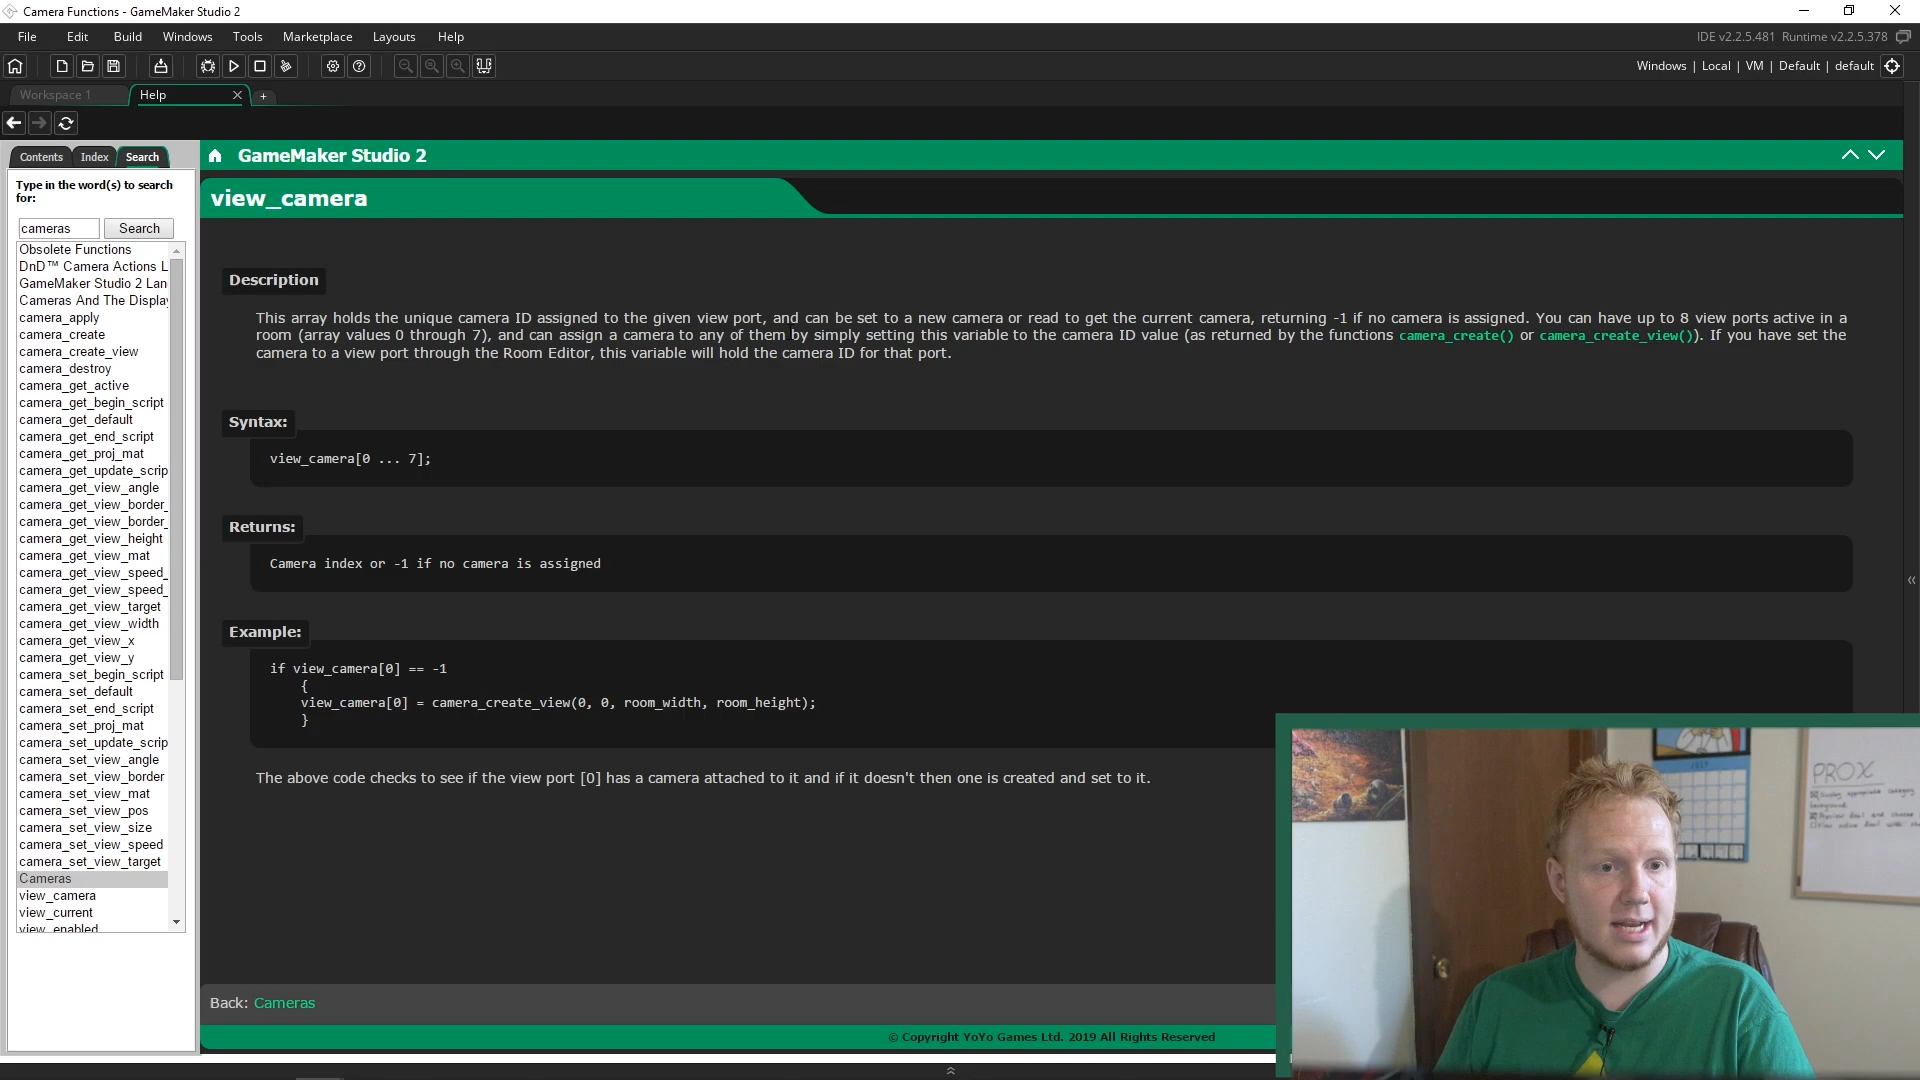 Camera Functions - GameMaker Studio 2
File Edit Build Windows Tools Marketplace Layouts Help
IDE v2.2.5.481 Runtime v2.2.5.378
Windows | Local | VM | Default | default
Workspace 1
Help
Contents Index Search
Type in the word(s) to search
for:
cameras Search
Obsolete Functions
DnD™ Camera Actions L
GameMaker Studio 2 Lan
Cameras And The Display
camera_apply
camera_create
camera_create_view
camera_destroy
camera_get_active
camera_get_begin_script
camera_get_default
camera_get_end_script
camera_get_proj_mat
camera_get_update_scrip
camera_get_view_angle
camera_get_view_border_
camera_get_view_border_
camera_get_view_height
camera_get_view_mat
camera_get_view_speed_
camera_get_view_speed_
camera_get_view_target
camera_get_view_width
camera_get_view_x
camera_get_view_y
camera_set_begin_script
camera_set_default
camera_set_end_script
camera_set_proj_mat
camera_set_update_scrip
camera_set_view_angle
camera_set_view_border
camera_set_view_mat
camera_set_view_pos
camera_set_view_size
camera_set_view_speed
camera_set_view_target
Cameras
view_camera
view_current
view_enabled
GameMaker Studio 2
view_camera
Description
This array holds the unique camera ID assigned to the given view port, and can be set to a new camera or read to get the current camera, returning -1 if no camera is assigned. You can have up to 8 view ports active in a
room (array values 0 through 7), and can assign a camera to any of them by simply setting this variable to the camera ID value (as returned by the functions camera_create() or camera_create_view()). If you have set the
camera to a view port through the Room Editor, this variable will hold the camera ID for that port.
Syntax:
view_camera[0 ... 7];
Returns:
Camera index or -1 if no camera is assigned
Example:
if view_camera[0] == -1
{
view_camera[0] = camera_create_view(0, 0, room_width, room_height);
}
The above code checks to see if the view port [0] has a camera attached to it and if it doesn't then one is created and set to it.
Back: Cameras
© Copyright YoYo Games Ltd. 2019 All Rights Reserved
PROX